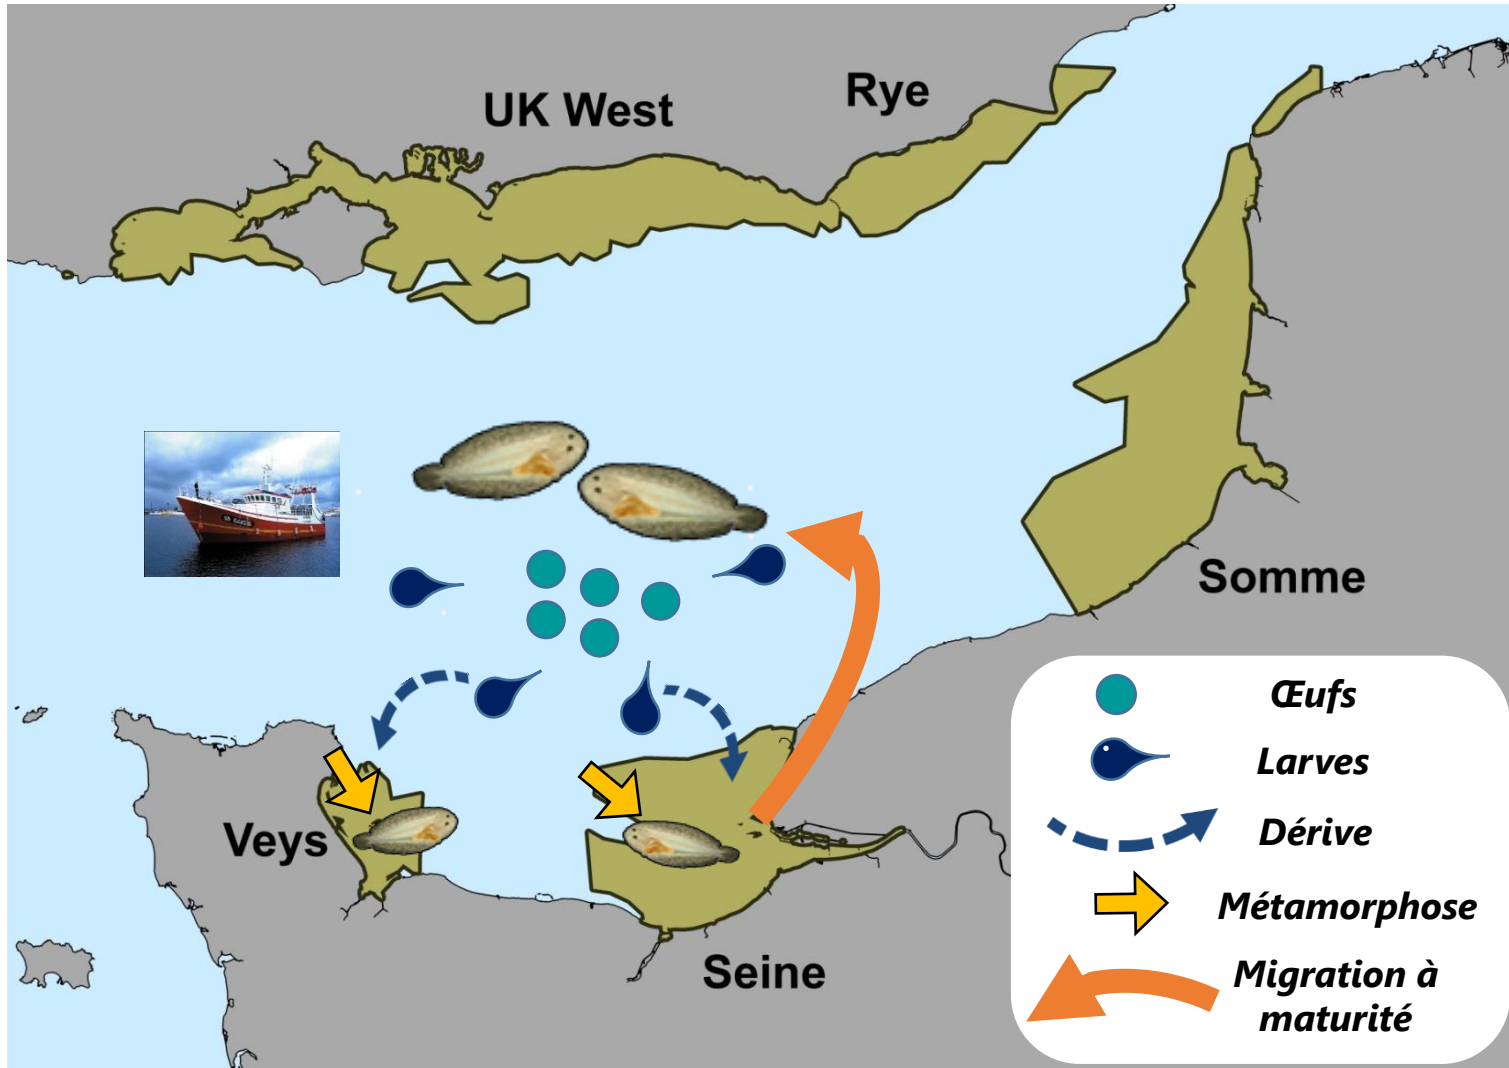 UK West
Rye
Somme
Veys
Seine
Œufs
Larves
Dérive
Métamorphose
Migration à
maturité